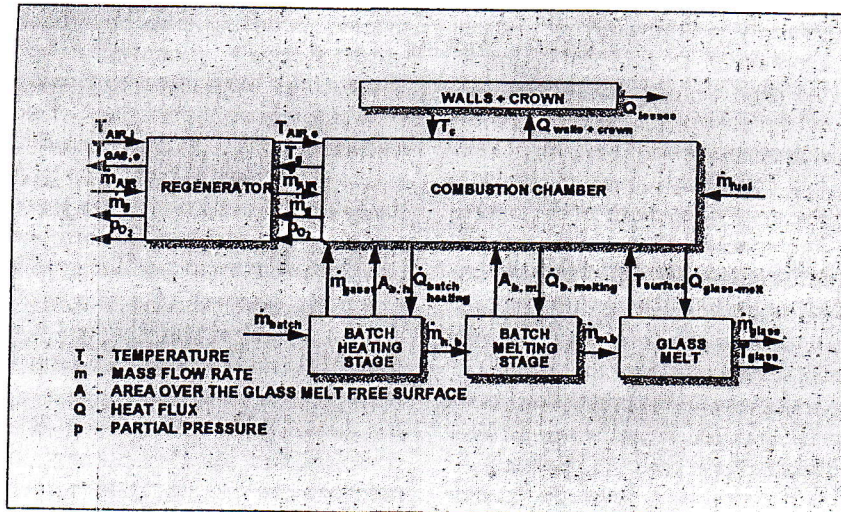 WALLS + CROWN
Q losses
T AIR,i
T AIR,o
T c
Q walls + crown
T GAS,o
T g
REGENERATOR
COMBUSTION CHAMBER
ṁ AIR
ṁ AIR
ṁ fuel
ṁ g
ṁ g
p O2
p O2
ṁ gases
A b,h
Q̇ batch heating
A b,m
Q̇ b,melting
T surface
Q̇ glass-melt
ṁ batch
BATCH HEATING STAGE
ṁ h,b
BATCH MELTING STAGE
ṁ m,b
GLASS MELT
ṁ glass
T glass
T - TEMPERATURE
m - MASS FLOW RATE
A - AREA OVER THE GLASS MELT FREE SURFACE
Q - HEAT FLUX
p - PARTIAL PRESSURE